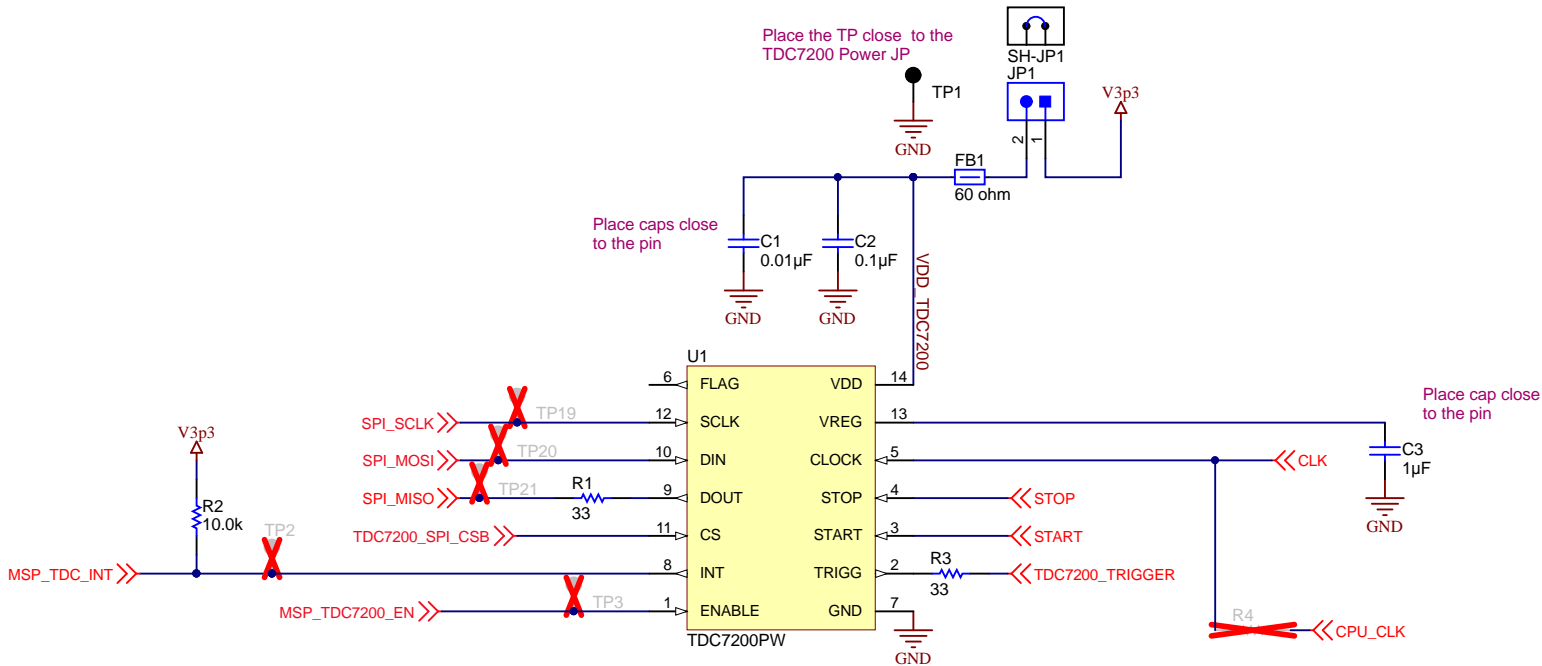 Place the TP close to the
TDC7200 Power JP
TP1
GND
SH-JP1
JP1
2
1
V3p3
FB1
60 ohm
Place caps close
to the pin
C1
0.01µF
GND
C2
0.1µF
GND
VDD_TDC7200
U1
6
FLAG
VDD
14
SPI_SCLK
TP19
12
SCLK
VREG
13
Place cap close
to the pin
C3
1µF
GND
V3p3
SPI_MOSI
TP20
10
DIN
CLOCK
5
CLK
SPI_MISO
TP21
R1
33
9
DOUT
STOP
4
STOP
R2
10.0k
TP2
TDC7200_SPI_CSB
11
CS
START
3
START
MSP_TDC_INT
8
INT
TRIGG
2
R3
33
TDC7200_TRIGGER
MSP_TDC7200_EN
TP3
1
ENABLE
GND
7
GND
TDC7200PW
R4
CPU_CLK